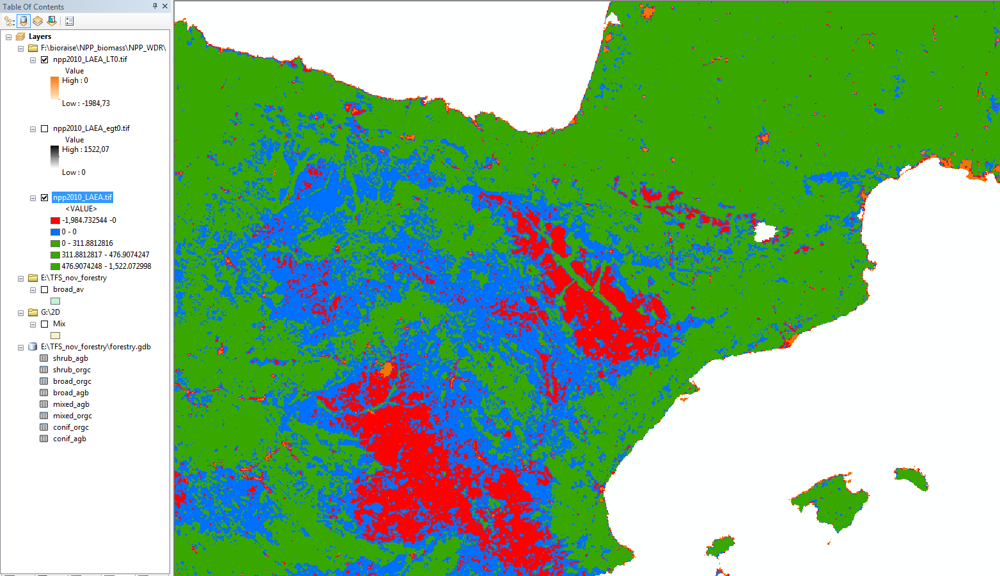 Table Of Contents
Layers
F:\bioraise\NPP_biomass\NPP_WDR\
npp2010_LAEA_LT0.tif
Value
High : 0
Low : -1984,73
npp2010_LAEA_egt0.tif
Value
High : 1522,07
Low : 0
npp2010_LAEA.tif
<VALUE>
-1,984.732544 -0
0 - 0
0 - 311.8812816
311.8812817 - 476.9074247
476.9074248 - 1,522.072998
E:\TFS_nov_forestry
broad_av
G:\2D
Mix
E:\TFS_nov_forestry\forestry.gdb
shrub_agb
shrub_orgc
broad_orgc
broad_agb
mixed_agb
mixed_orgc
conif_orgc
conif_agb